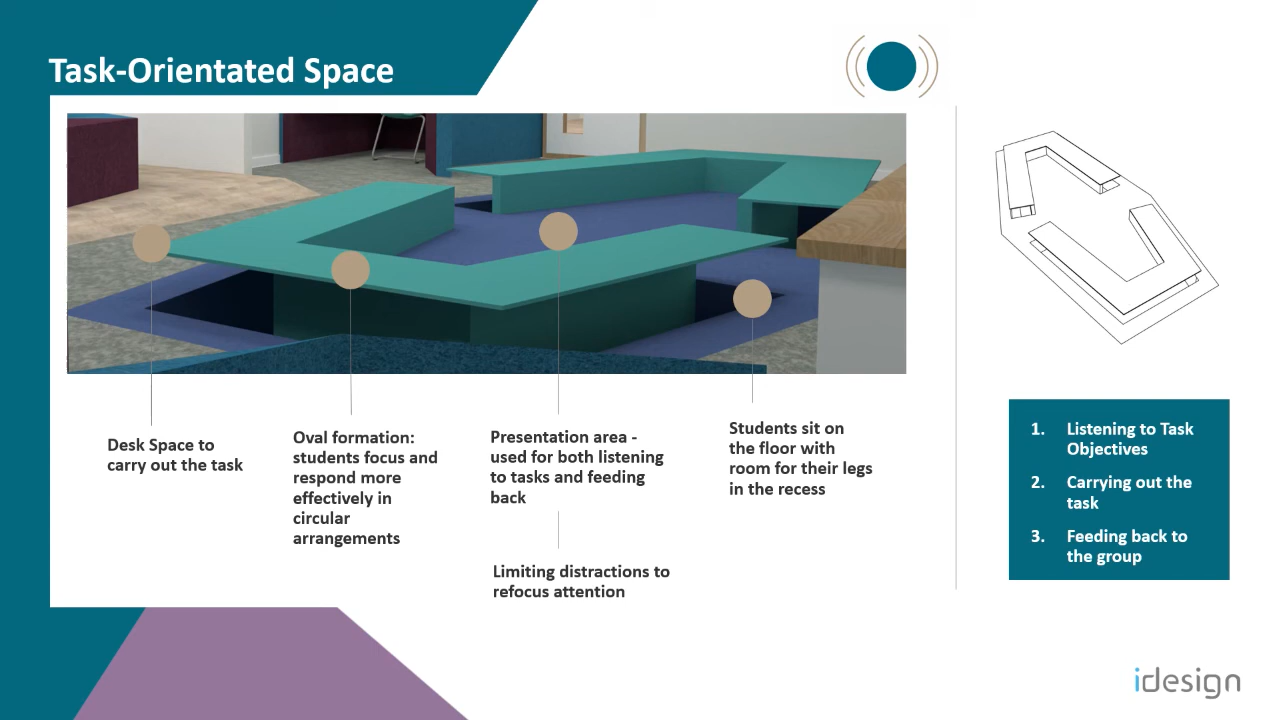 Task-Orientated Space
Desk Space to
carry out the task
Oval formation:
students focus and
respond more
effectively in
circular
arrangements
Presentation area -
used for both listening
to tasks and feeding
back
Limiting distractions to
refocus attention
Students sit on
the floor with
room for their legs
in the recess
1. Listening to Task
Objectives
2. Carrying out the
task
3. Feeding back to
the group
idesign